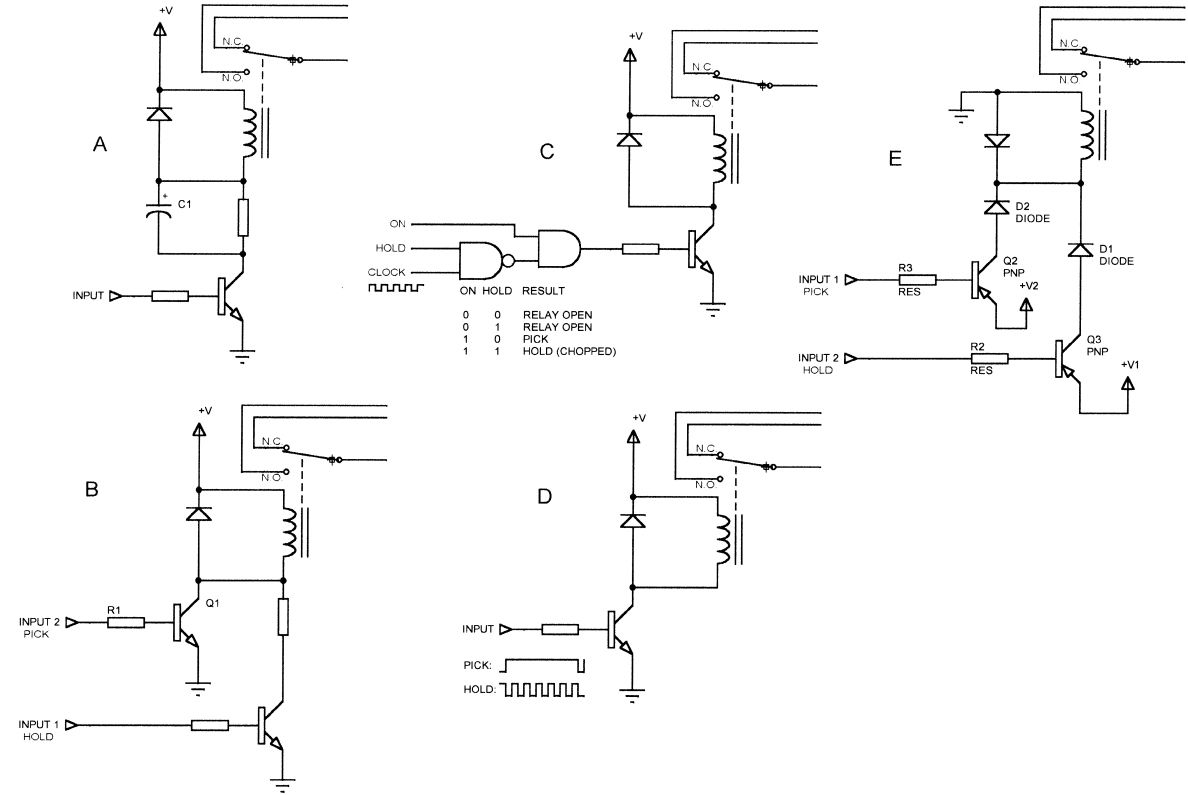 A
+V
N.C.
N.O.
+
C1
INPUT
B
+V
N.C.
N.O.
Q1
R1
INPUT 2
PICK
INPUT 1
HOLD
C
+V
N.C.
N.O.
ON
HOLD
CLOCK
ON HOLD RESULT
0 0 RELAY OPEN
0 1 RELAY OPEN
1 0 PICK
1 1 HOLD (CHOPPED)
D
+V
N.C.
N.O.
INPUT
PICK:
HOLD:
E
N.C.
N.O.
D2
DIODE
D1
DIODE
Q2
PNP
+V2
INPUT 1
PICK
R3
RES
Q3
PNP
+V1
INPUT 2
HOLD
R2
RES